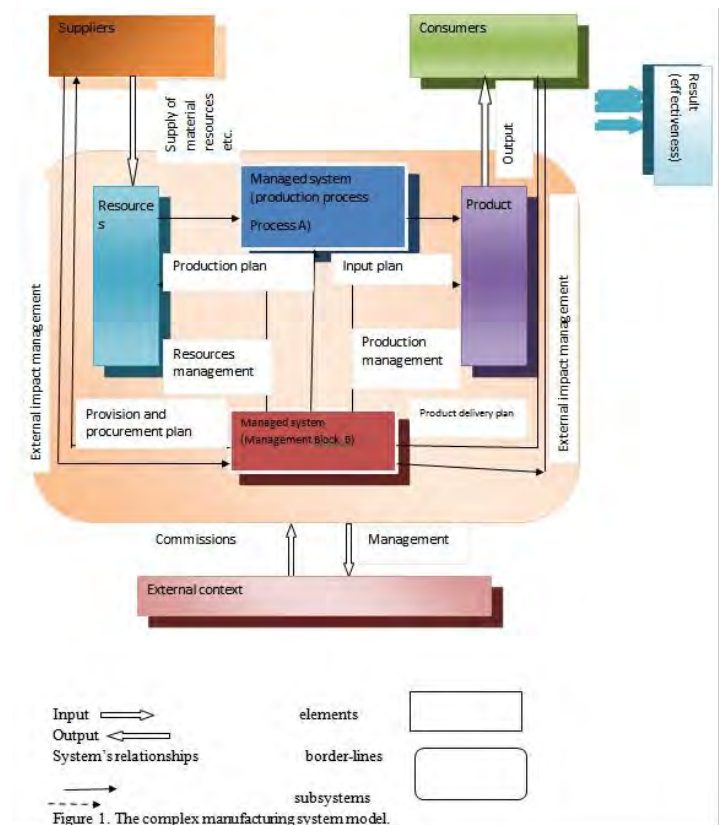 Suppliers
Consumers
Result
(effectiveness)
Supply of
material
resources
etc.
Output
Managed system
(production process
Process A)
Resource
s
Product
Production plan
Input plan
External impact management
External impact management
Resources
management
Production
management
Provision and
procurement plan
Managed system
(Management Block B)
Product delivery plan
Commissions
Management
External context
Input
elements
Output
System's relationships
border-lines
subsystems
Figure 1. The complex manufacturing system model.